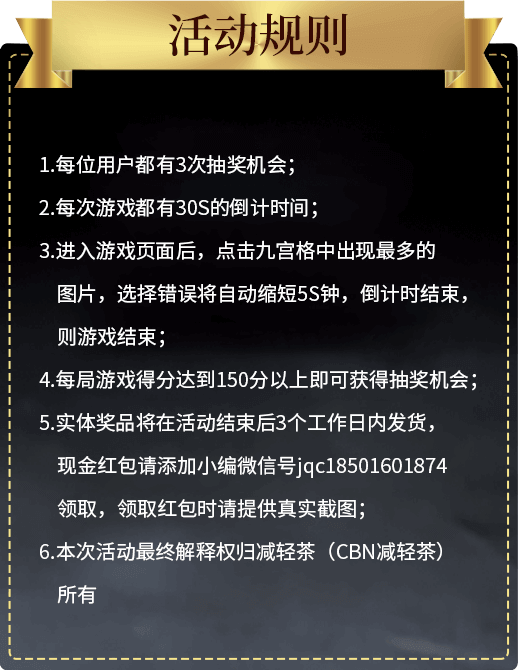 活动规则
1.每位用户都有3次抽奖机会；
2.每次游戏都有30S的倒计时间；
3.进入游戏页面后，点击九宫格中出现最多的
图片，选择错误将自动缩短5S钟，倒计时结束，
则游戏结束；
4.每局游戏得分达到150分以上即可获得抽奖机会；
5.实体奖品将在活动结束后3个工作日内发货，
现金红包请添加小编微信号jqc18501601874
领取，领取红包时请提供真实截图；
6.本次活动最终解释权归减轻茶（CBN减轻茶）
所有